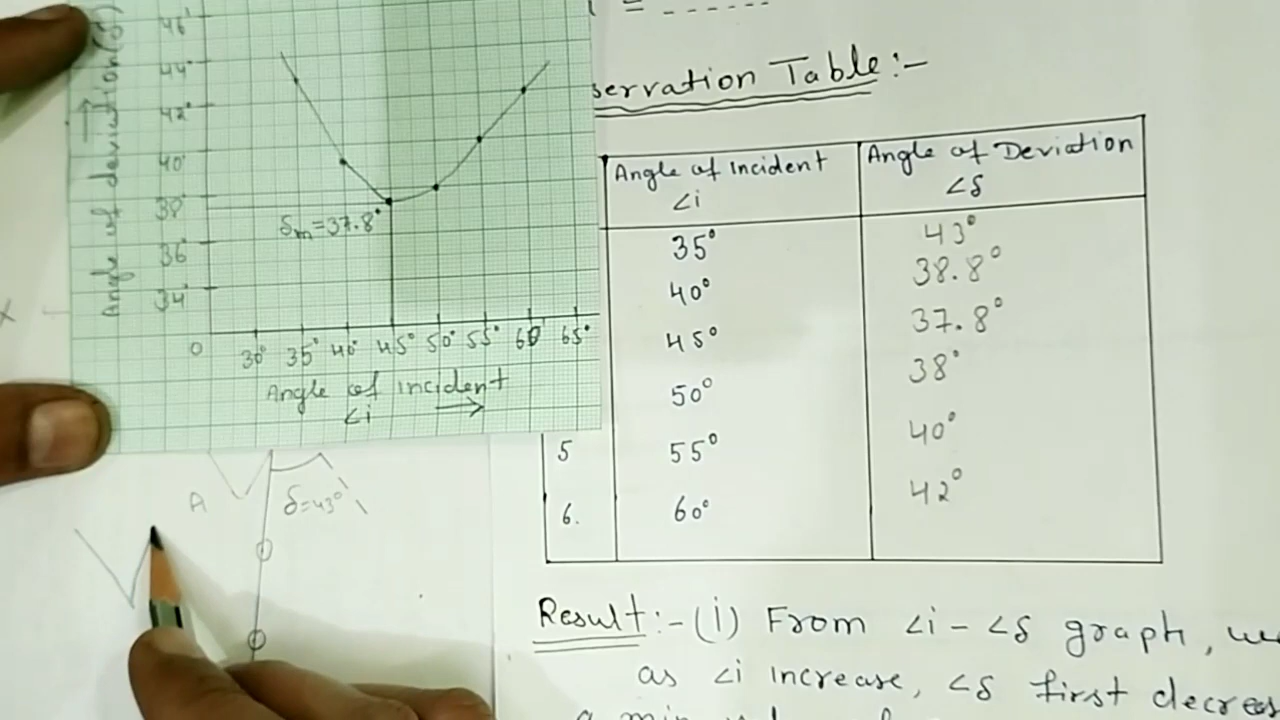 46°
44°
42°
40°
38°
36°
34°
Angle of deviation (δ)
δm = 37.8°
0 30° 35° 40° 45° 50° 55° 60° 65°
Angle of incident
∠i
= ------
servation Table:-
Angle of Incident
∠i
Angle of Deviation
∠δ
35° 43°
40° 38.8°
45° 37.8°
50° 38°
5 55° 40°
6. 60° 42°
A δ=43°
Result:- (i) From ∠i - ∠δ graph,
as ∠i increase, ∠δ first decreas